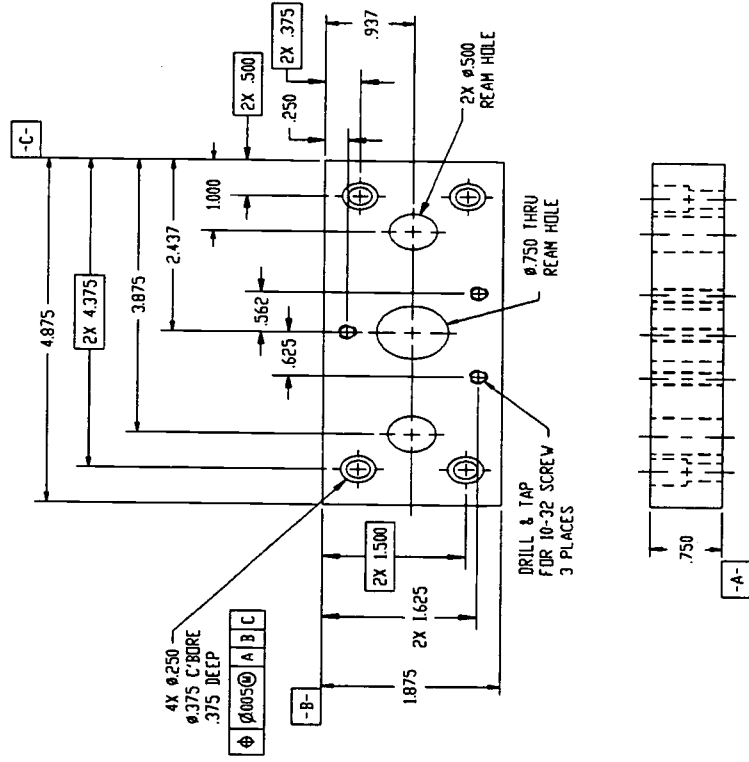 -C-
4.875
2X 4.375
3.875
2.437
1.000
2X .500
.250
2X .375
.937
.562
.625
2X Ø.500
REAM HOLE
Ø.750 THRU
REAM HOLE
4X Ø.250
Ø.375 C'BORE
.375 DEEP
⌖ Ø.005Ⓜ A B C
-B-
2X 1.500
2X 1.625
1.875
DRILL & TAP
FOR 10-32 SCREW
3 PLACES
.750
-A-